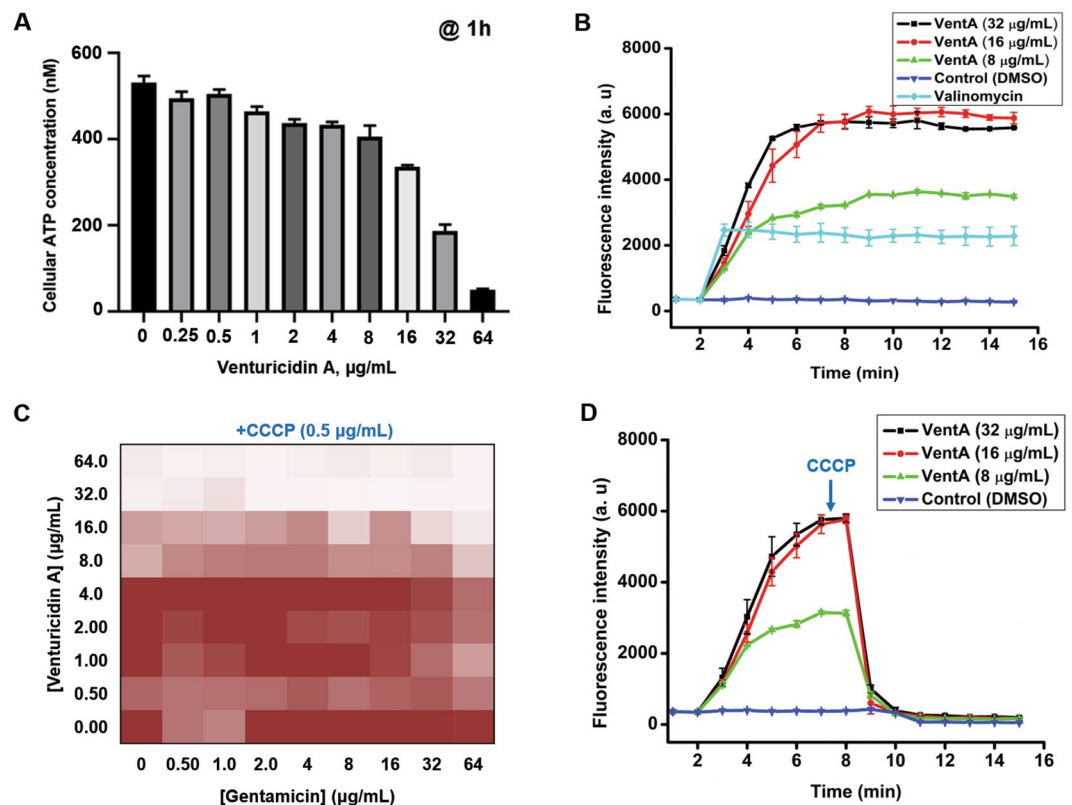 A
@ 1h
Cellular ATP concentration (nM)
600
400
200
0
0 0.25 0.5 1 2 4 8 16 32 64
Venturicidin A, µg/mL
B
VentA (32 µg/mL)
VentA (16 µg/mL)
VentA (8 µg/mL)
Control (DMSO)
Valinomycin
Fluorescence intensity (a. u)
8000
6000
4000
2000
0
2 4 6 8 10 12 14 16
Time (min)
C
+CCCP (0.5 µg/mL)
[Venturicidin A] (µg/mL)
64.0
32.0
16.0
8.0
4.0
2.00
1.00
0.50
0.00
0 0.50 1.0 2.0 4 8 16 32 64
[Gentamicin] (µg/mL)
D
VentA (32 µg/mL)
VentA (16 µg/mL)
VentA (8 µg/mL)
Control (DMSO)
CCCP
Fluorescence intensity (a. u)
8000
6000
4000
2000
0
2 4 6 8 10 12 14 16
Time (min)